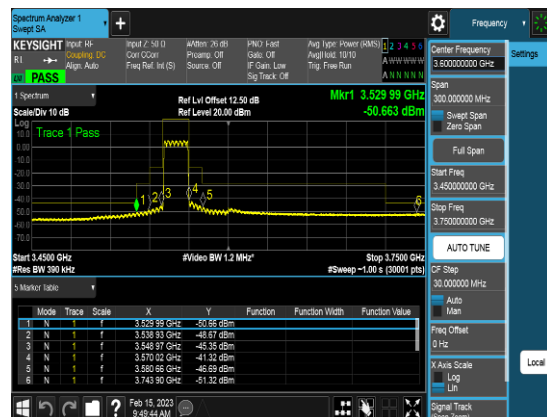 Spectrum Analyzer 1
Swept SA
Frequency
KEYSIGHT
Input: RF
Coupling: DC
Align: Auto
Input Z: 50 Ω
Corr CCorr
Freq Ref: Int (S)
#Atten: 26 dB
Preamp: Off
Source: Off
PNO: Fast
Gate: Off
IF Gain: Low
Sig Track: Off
Avg Type: Power (RMS)
Avg|Hold: 10/10
Trig: Free Run
1 2 3 4 5 6
A W W W W W
A N N N N N
PASS
1 Spectrum
Scale/Div 10 dB
Ref Lvl Offset 12.50 dB
Ref Level 20.00 dBm
Mkr1 3.529 99 GHz
-50.663 dBm
Log
Trace 1 Pass
10.0
0.00
-10.0
-20.0
-30.0
-40.0
-50.0
-60.0
-70.0
1 2 3 4 5 6
Start 3.4500 GHz
#Res BW 390 kHz
#Video BW 1.2 MHz*
Stop 3.7500 GHz
#Sweep ~1.00 s (30001 pts)
5 Marker Table
Mode Trace Scale X Y Function Function Width Function Value
1 N 1 f 3.529 99 GHz -50.66 dBm
2 N 1 f 3.538 93 GHz -48.67 dBm
3 N 1 f 3.548 97 GHz -45.35 dBm
4 N 1 f 3.570 02 GHz -41.32 dBm
5 N 1 f 3.580 66 GHz -46.69 dBm
6 N 1 f 3.743 90 GHz -51.32 dBm
Feb 15, 2023
9:49:44 AM
Center Frequency
3.600000000 GHz
Settings
Span
300.000000 MHz
Swept Span
Zero Span
Full Span
Start Freq
3.450000000 GHz
Stop Freq
3.750000000 GHz
AUTO TUNE
CF Step
30.000000 MHz
Auto
Man
Freq Offset
0 Hz
X Axis Scale
Log
Lin
Local
Signal Track